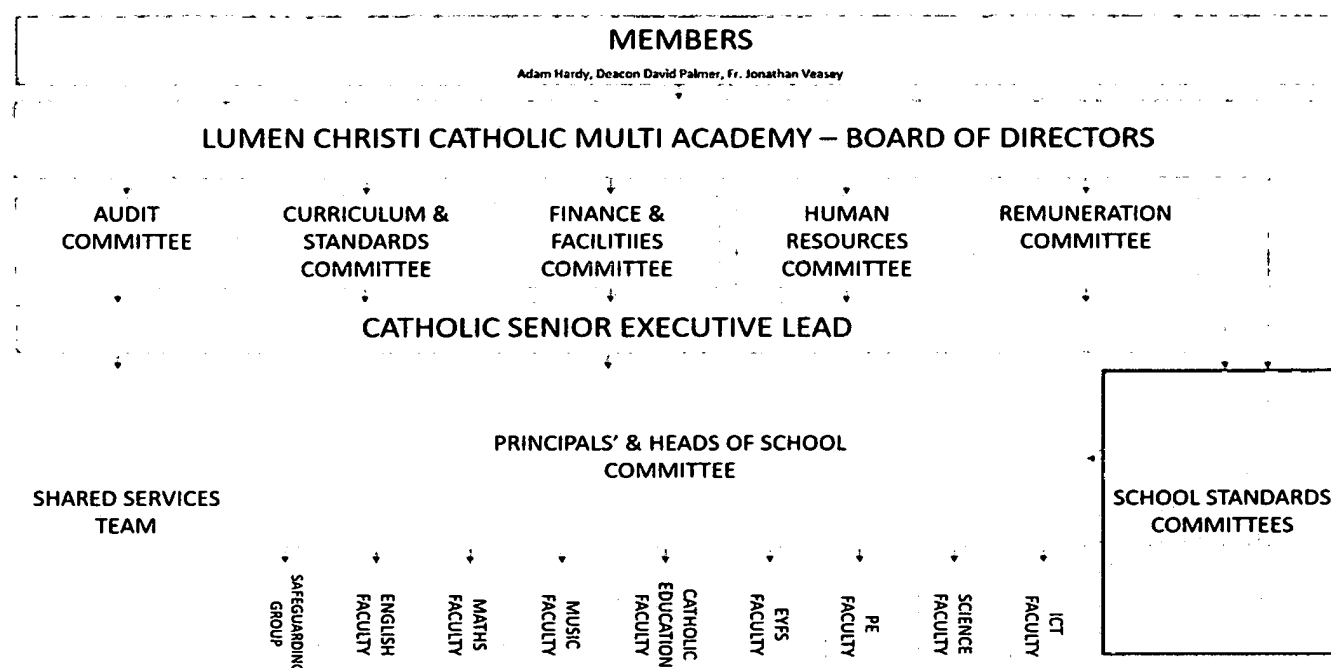 MEMBERS
Adam Hardy, Deacon David Palmer, Fr. Jonathan Veasey
LUMEN CHRISTI CATHOLIC MULTI ACADEMY – BOARD OF DIRECTORS
AUDIT
COMMITTEE
CURRICULUM &
STANDARDS
COMMITTEE
FINANCE &
FACILITIIES
COMMITTEE
HUMAN
RESOURCES
COMMITTEE
REMUNERATION
COMMITTEE
CATHOLIC SENIOR EXECUTIVE LEAD
PRINCIPALS’ & HEADS OF SCHOOL
COMMITTEE
SHARED SERVICES
TEAM
SCHOOL STANDARDS
COMMITTEES
SAFEGUARDING
GROUP
ENGLISH
FACULTY
MATHS
FACULTY
MUSIC
FACULTY
CATHOLIC
EDUCATION
FACULTY
EYFS
FACULTY
PE
FACULTY
SCIENCE
FACULTY
ICT
FACULTY